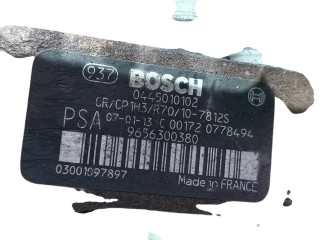 937 BOSCH
0445010102
CR/CP1H3/R70/10-7812S
PSA 07-01-13-C 00172 0778494
9656300380
03001097897 Made in FRANCE